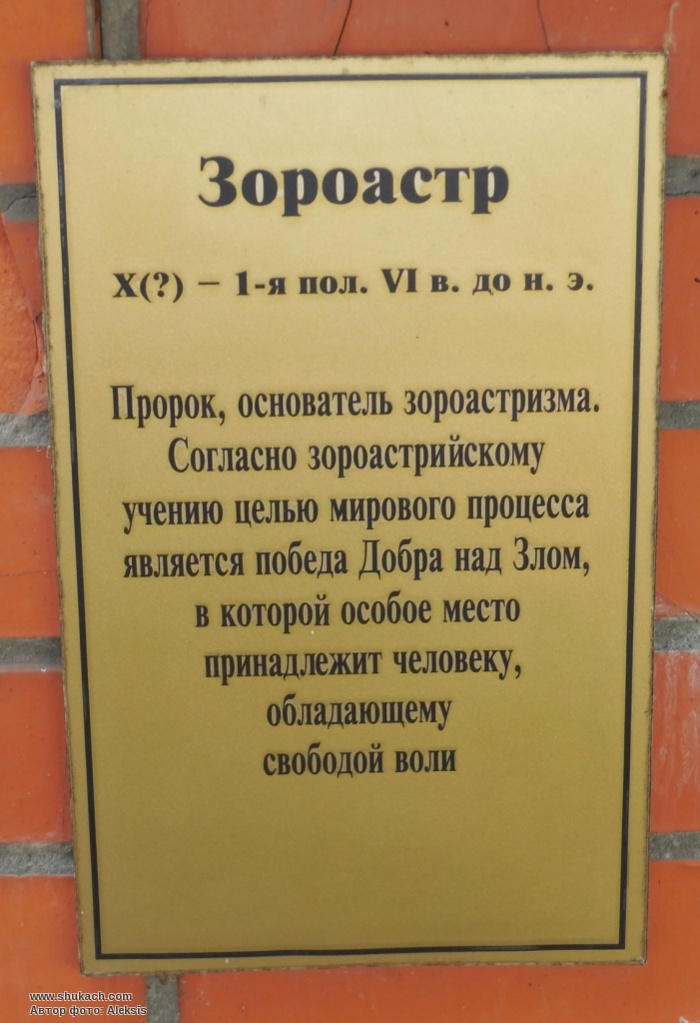 Зороастр
X(?) – 1-я пол. VI в. до н. э.
Пророк, основатель зороастризма.
Согласно зороастрийскому
учению целью мирового процесса
является победа Добра над Злом,
в которой особое место
принадлежит человеку,
обладающему
свободой воли
www.shukach.com
Автор фото: Aleksis